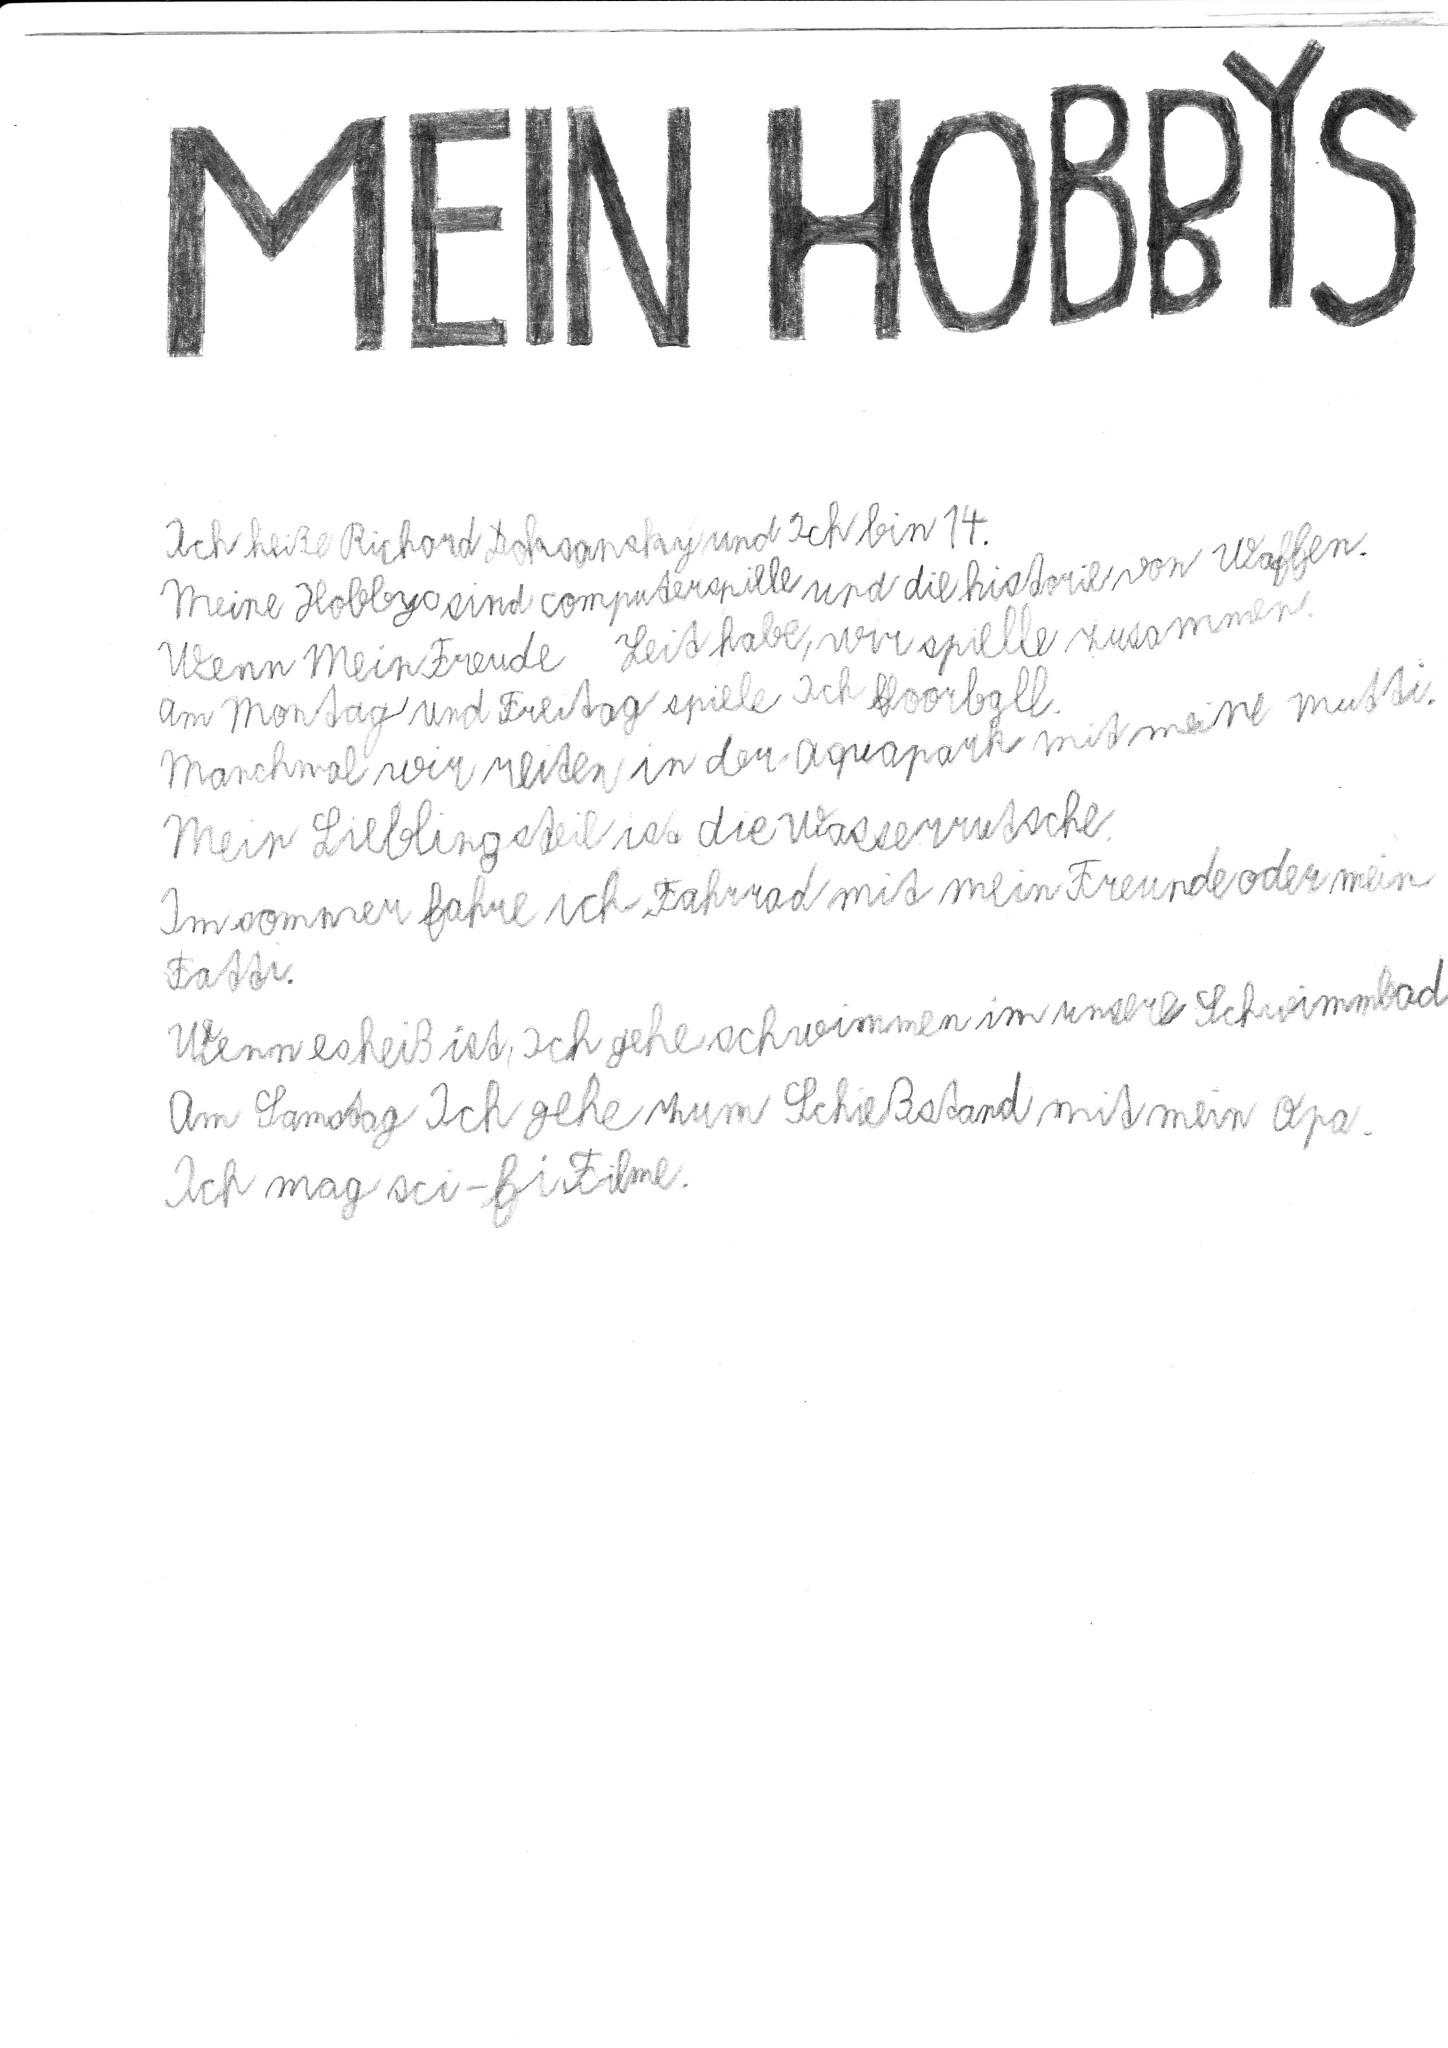 MEIN HOBBYS
Ich heiße Richard und Ich bin 14.
Meine Hobbys sind computerspielle und die historie von Waffen.
Wenn Mein Freude Zeit habe, wir spielle zusammen.
am Montag und Freitag spiele Ich floorball.
Manchmal wir reiten in der aquapark mit meine mutti.
Mein Lieblingsteil ist die Wasserrutsche.
Im sommer fahre ich Fahrrad mit mein Freunde oder mein
Fatti.
Wenn es heiß ist, Ich gehe schwimmen im unsere Schwimmbad
Am Samstag Ich gehe zum Schießstand mit mein Opa.
Ich mag sci-fi Filme.